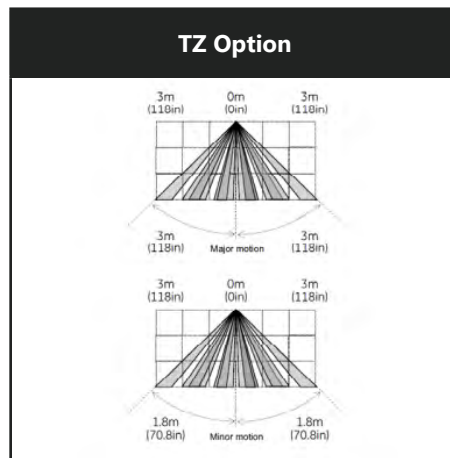 TZ Option
3m 0m 3m
(118in) (0in) (118in)
3m 3m
(118in) Major motion (118in)
3m 0m 3m
(118in) (0in) (118in)
1.8m 1.8m
(70.8in) Minor motion (70.8in)